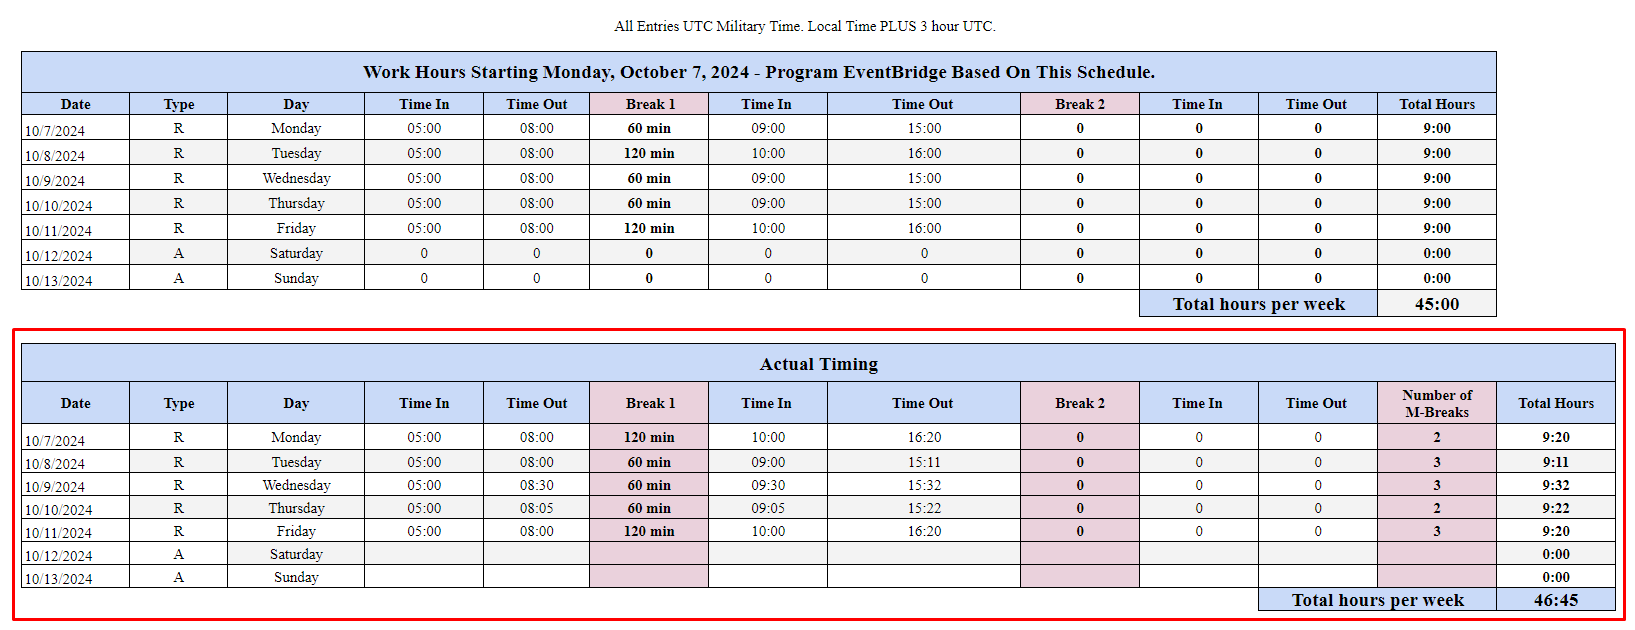 All Entries UTC Military Time. Local Time PLUS 3 hour UTC.
Work Hours Starting Monday, October 7, 2024 - Program EventBridge Based On This Schedule.
Date Type Day Time In Time Out Break 1 Time In Time Out Break 2 Time In Time Out Total Hours
10/7/2024 R Monday 05:00 08:00 60 min 09:00 15:00 0 0 0 9:00
10/8/2024 R Tuesday 05:00 08:00 120 min 10:00 16:00 0 0 0 9:00
10/9/2024 R Wednesday 05:00 08:00 60 min 09:00 15:00 0 0 0 9:00
10/10/2024 R Thursday 05:00 08:00 60 min 09:00 15:00 0 0 0 9:00
10/11/2024 R Friday 05:00 08:00 120 min 10:00 16:00 0 0 0 9:00
10/12/2024 A Saturday 0 0 0 0 0 0 0 0 0:00
10/13/2024 A Sunday 0 0 0 0 0 0 0 0 0:00
Total hours per week 45:00
Actual Timing
Date Type Day Time In Time Out Break 1 Time In Time Out Break 2 Time In Time Out Number of M-Breaks Total Hours
10/7/2024 R Monday 05:00 08:00 120 min 10:00 16:20 0 0 0 2 9:20
10/8/2024 R Tuesday 05:00 08:00 60 min 09:00 15:11 0 0 0 3 9:11
10/9/2024 R Wednesday 05:00 08:30 60 min 09:30 15:32 0 0 0 3 9:32
10/10/2024 R Thursday 05:00 08:05 60 min 09:05 15:22 0 0 0 2 9:22
10/11/2024 R Friday 05:00 08:00 120 min 10:00 16:20 0 0 0 3 9:20
10/12/2024 A Saturday 0:00
10/13/2024 A Sunday 0:00
Total hours per week 46:45